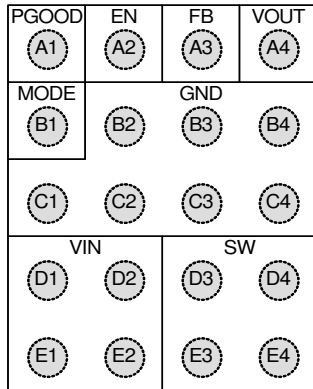 PGOOD EN FB VOUT
A1 A2 A3 A4
MODE GND
B1 B2 B3 B4
C1 C2 C3 C4
VIN SW
D1 D2 D3 D4
E1 E2 E3 E4